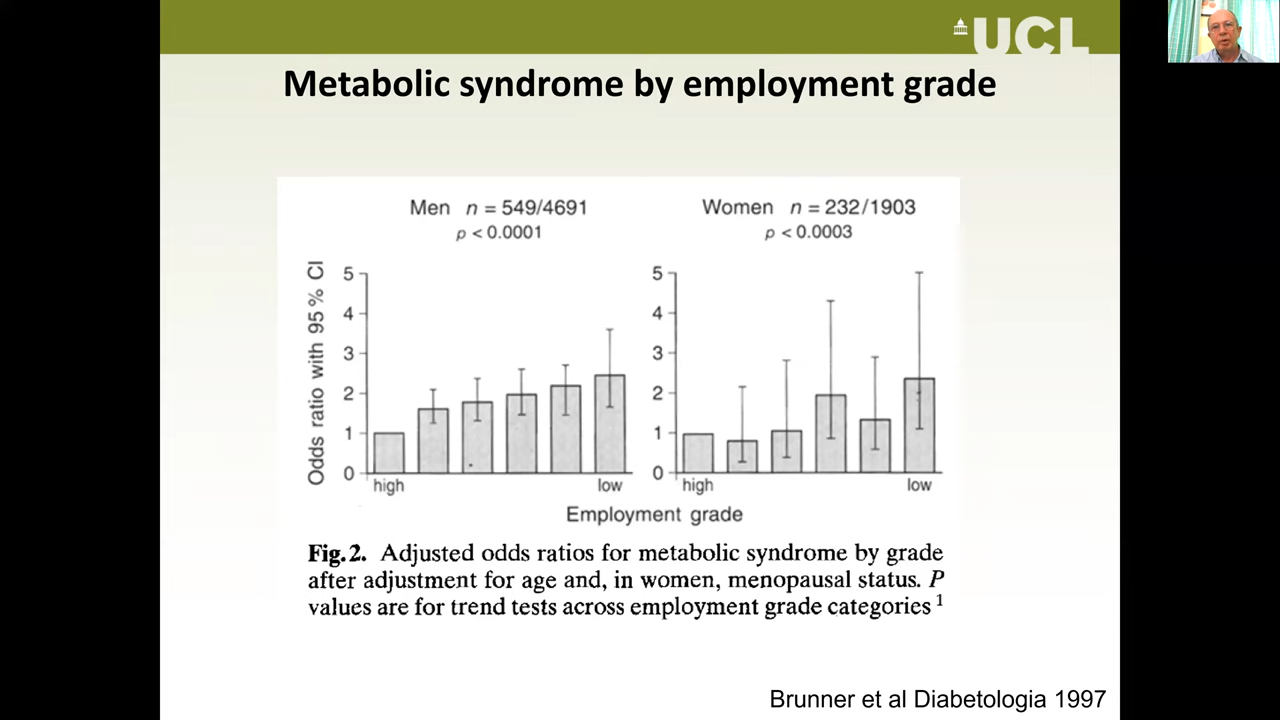 UCL
Metabolic syndrome by employment grade
Men n = 549/4691
p < 0.0001
Women n = 232/1903
p < 0.0003
Odds ratio with 95 % CI
5
4
3
2
1
0
high
low
5
4
3
2
1
0
high
low
Employment grade
Fig. 2. Adjusted odds ratios for metabolic syndrome by grade
after adjustment for age and, in women, menopausal status. P
values are for trend tests across employment grade categories 1
Brunner et al Diabetologia 1997